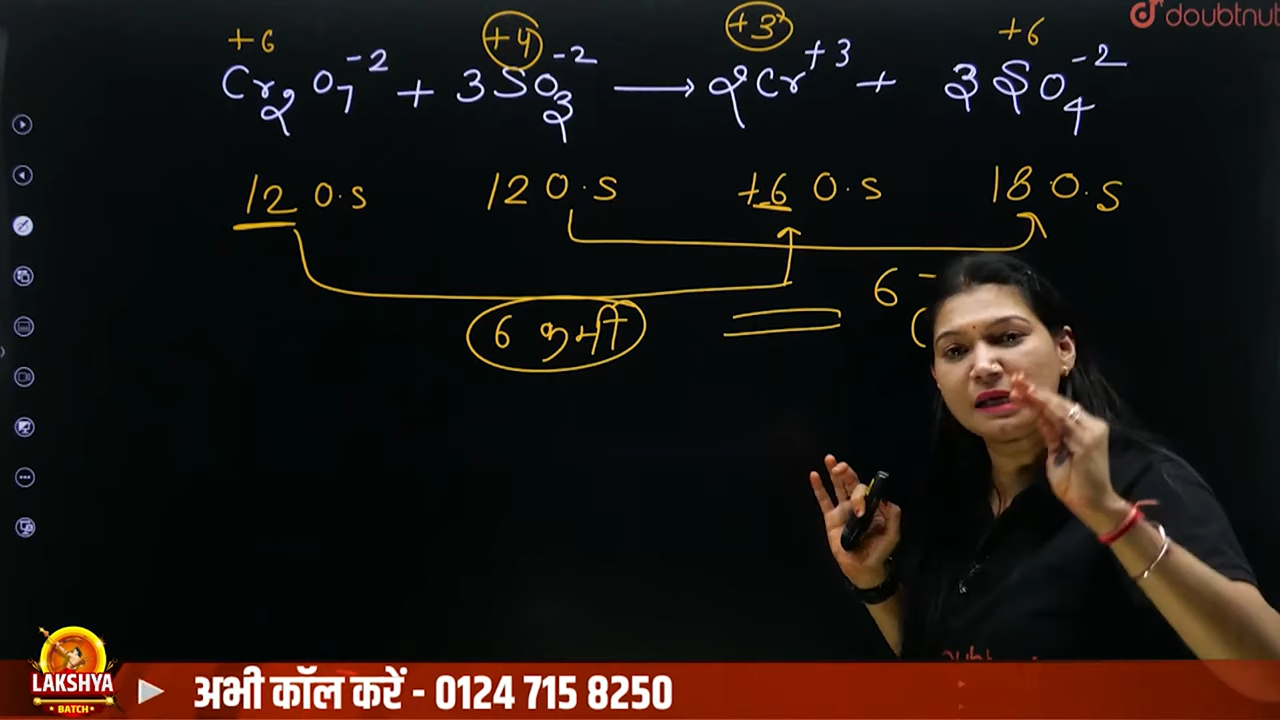 doubtnut
+6 +4 +3 +6
Cr₂O₇⁻² + 3SO₃⁻² ⟶ 2Cr⁺³ + 3SO₄⁻²
12 O.S 12 O.S +6 O.S 18 O.S
6
6 कमी
LAKSHYA
BATCH
अभी कॉल करें - 0124 715 8250